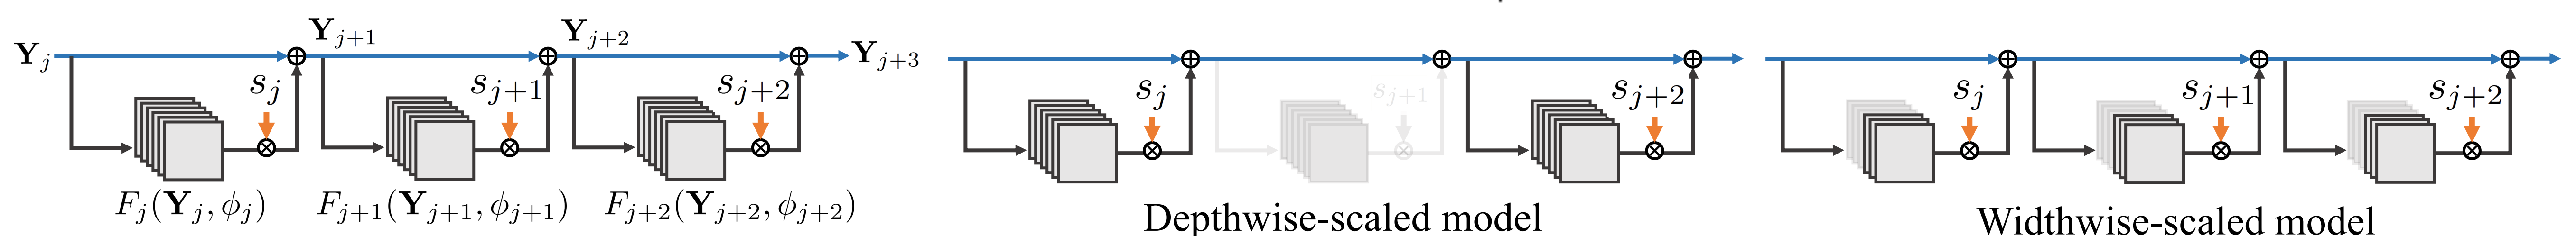 Y_j Y_{j+1} Y_{j+2} Y_{j+3}
s_j s_{j+1} s_{j+2}
F_j(Y_j, ϕ_j) F_{j+1}(Y_{j+1}, ϕ_{j+1}) F_{j+2}(Y_{j+2}, ϕ_{j+2})
s_j s_{j+1} s_{j+2}
Depthwise-scaled model
s_j s_{j+1} s_{j+2}
Widthwise-scaled model